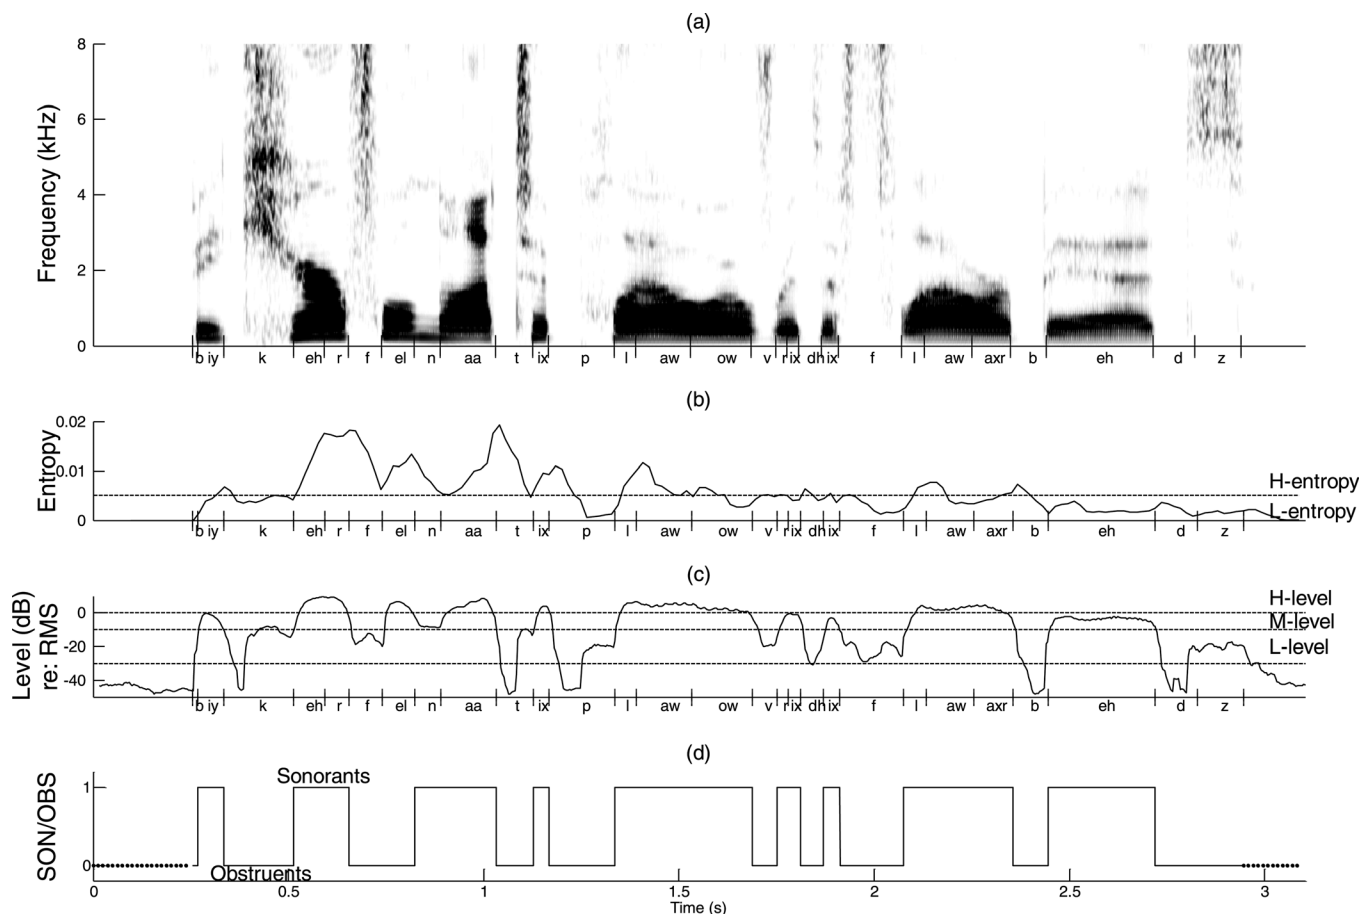 (a)
Frequency (kHz)
8
6
4
2
0
b iy k eh r f el n aa t ix p l aw ow v r ix dh ix f l aw axr b eh d z
(b)
Entropy
0.02
0.01
0
H-entropy
L-entropy
b iy k eh r f el n aa t ix p l aw ow v r ix dh ix f l aw axr b eh d z
(c)
Level (dB)
re: RMS
0
-20
-40
H-level
M-level
L-level
b iy k eh r f el n aa t ix p l aw ow v r ix dh ix f l aw axr b eh d z
(d)
SON/OBS
1
0
Sonorants
Obstruents
0 0.5 1 1.5 2 2.5 3
Time (s)